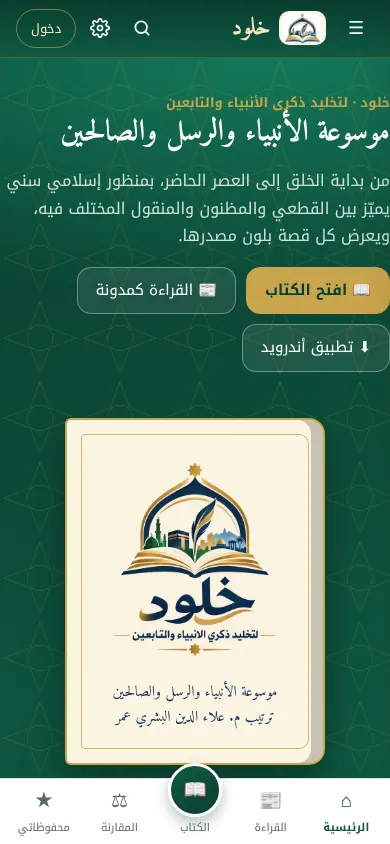 خلود
دخول
خلود · لتخليد ذكرى الأنبياء والتابعين
موسوعة الأنبياء والرسل والصالحين
من بداية الخلق إلى العصر الحاضر، بمنظور إسلامي سني
يميّز بين القطعي والمظنون والمنقول المختلف فيه،
ويعرض كل قصة بلون مصدرها.
افتح الكتاب
القراءة كمدونة
تطبيق أندرويد
خلود
لتخليد ذكرى الانبياء والتابعين
موسوعة الأنبياء والرسل والصالحين
ترتيب م. علاء الدين البشري عمر
الرئيسية
القراءة
الكتاب
المقارنة
محفوظاتي